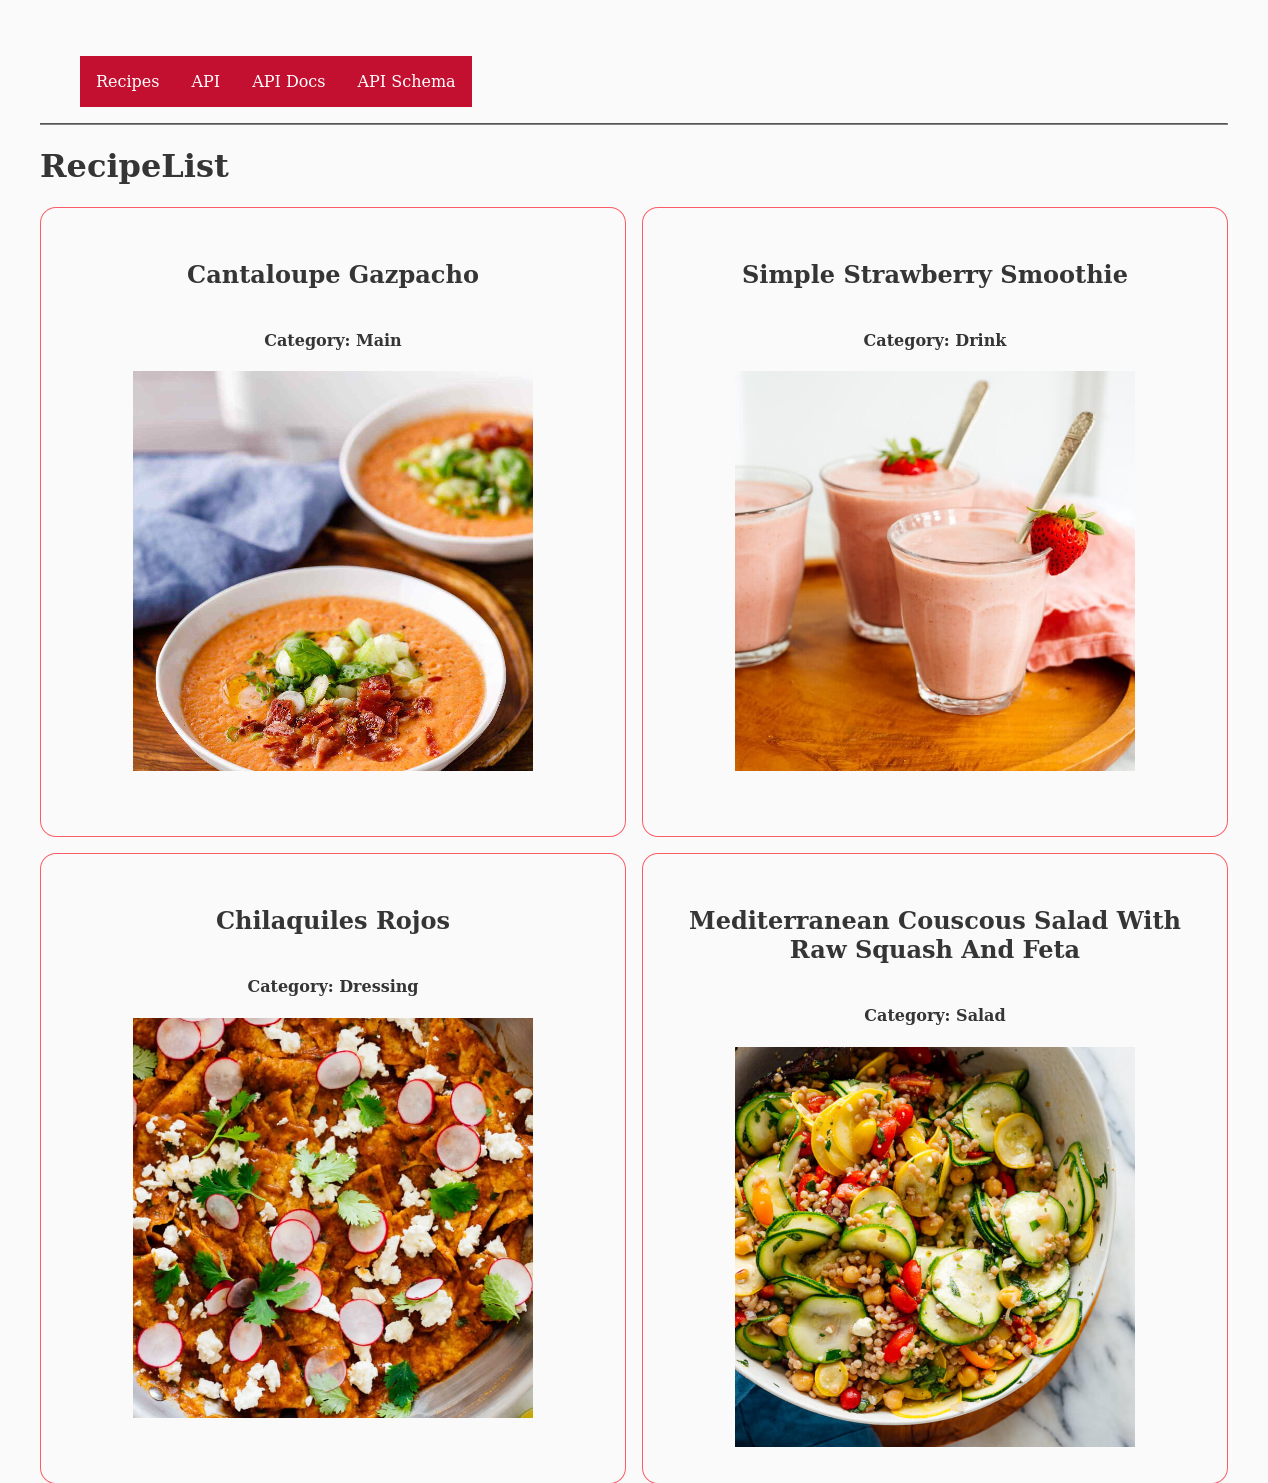 Recipes API API Docs API Schema
RecipeList
Cantaloupe Gazpacho
Category: Main
Simple Strawberry Smoothie
Category: Drink
Chilaquiles Rojos
Category: Dressing
Mediterranean Couscous Salad With
Raw Squash And Feta
Category: Salad